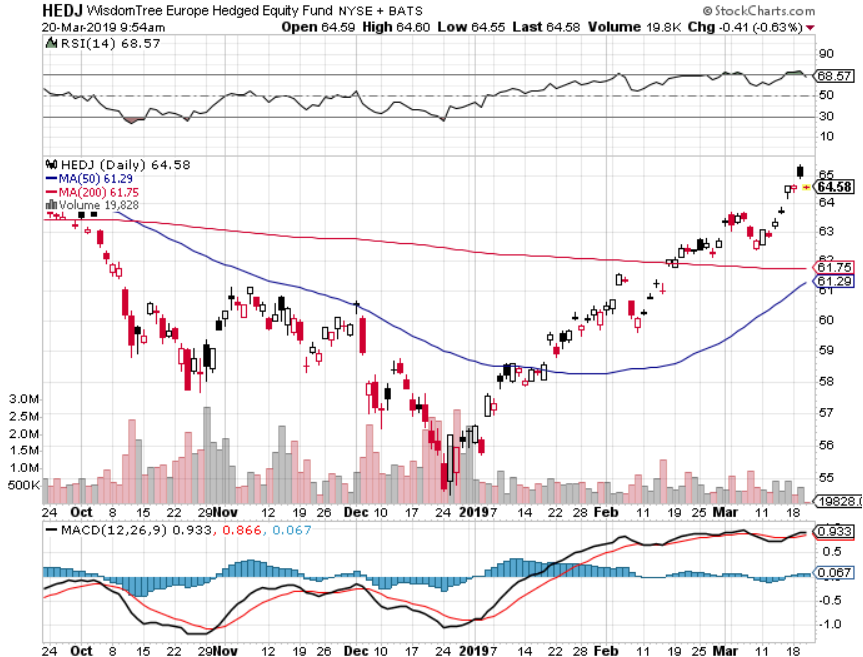 HEDJ WisdomTree Europe Hedged Equity Fund NYSE + BATS © StockCharts.com
20-Mar-2019 9:54am Open 64.59 High 64.60 Low 64.55 Last 64.58 Volume 19.8K Chg -0.41 (-0.63%)
RSI(14) 68.57
90
68.57
50
30
10
HEDJ (Daily) 64.58
MA(50) 61.29
MA(200) 61.75
Volume 19,828
65
64.58
64
63
62
61.75
61
61.29
60
59
58
3.0M
2.5M
57
2.0M
56
1.5M
1.0M
55
500K
19828.0
24 Oct 8 15 22 29 Nov 12 19 26 Dec 10 17 24 2019 7 14 22 28 Feb 11 19 25 Mar 11 18
MACD(12,26,9) 0.933, 0.866, 0.067
0.933
0.5
0.067
-0.5
-1.0
24 Oct 8 15 22 29 Nov 12 19 26 Dec 10 17 24 2019 7 14 22 28 Feb 11 19 25 Mar 11 18